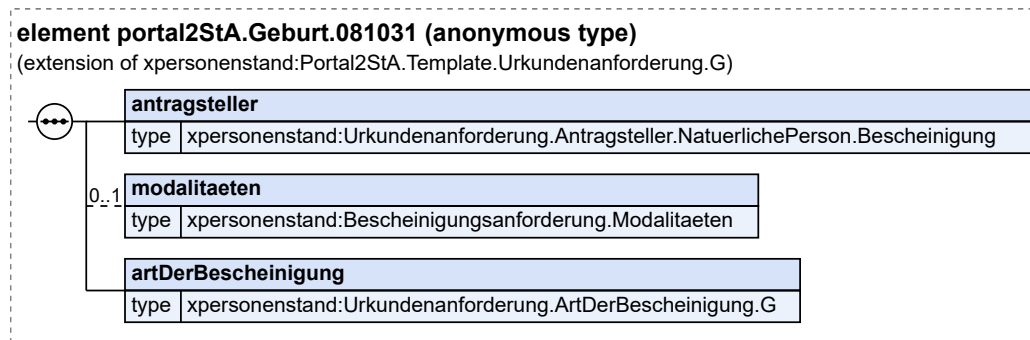 element portal2StA.Geburt.081031 (anonymous type)
(extension of xpersonenstand:Portal2StA.Template.Urkundenanforderung.G)
antragsteller
type xpersonenstand:Urkundenanforderung.Antragsteller.NatuerlichePerson.Bescheinigung
0..1 modalitaeten
type xpersonenstand:Bescheinigungsanforderung.Modalitaeten
artDerBescheinigung
type xpersonenstand:Urkundenanforderung.ArtDerBescheinigung.G